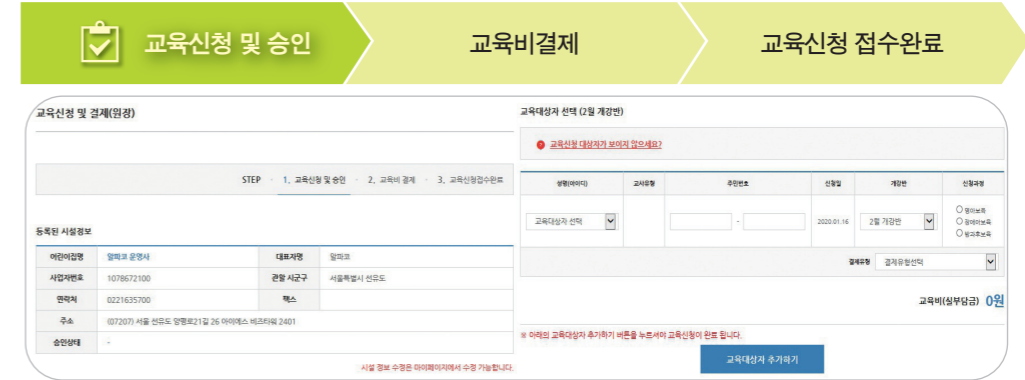 교육신청 및 승인
교육비결제
교육신청 접수완료
교육신청 및 결제(원장)
STEP · 1. 교육신청 및 승인 · 2. 교육비 결제 · 3. 교육신청접수완료
등록된 시설정보
어린이집명 알파코 운영사 대표자명 알파코
사업자번호 1078672100 관할 시군구 서울특별시 선유도
연락처 0221635700 팩스
주소 (07207) 서울 선유도 양평로21길 26 아이에스 비즈타워 2401
승인상태 -
시설 정보 수정은 마이페이지에서 수정 가능합니다.
교육대상자 선택 (2월 개강반)
? 교육신청 대상자가 보이지 않으세요?
성명(아이디) 교사유형 주민번호 신청일 개강반 신청과정
교육대상자 선택 - 2020.01.16 2월 개강반
영아보육
장애아보육
방과후보육
결제유형 결제유형선택
교육비(실부담금) 0원
※ 아래의 교육대상자 추가하기 버튼을 누르셔야 교육신청이 완료 됩니다.
교육대상자 추가하기